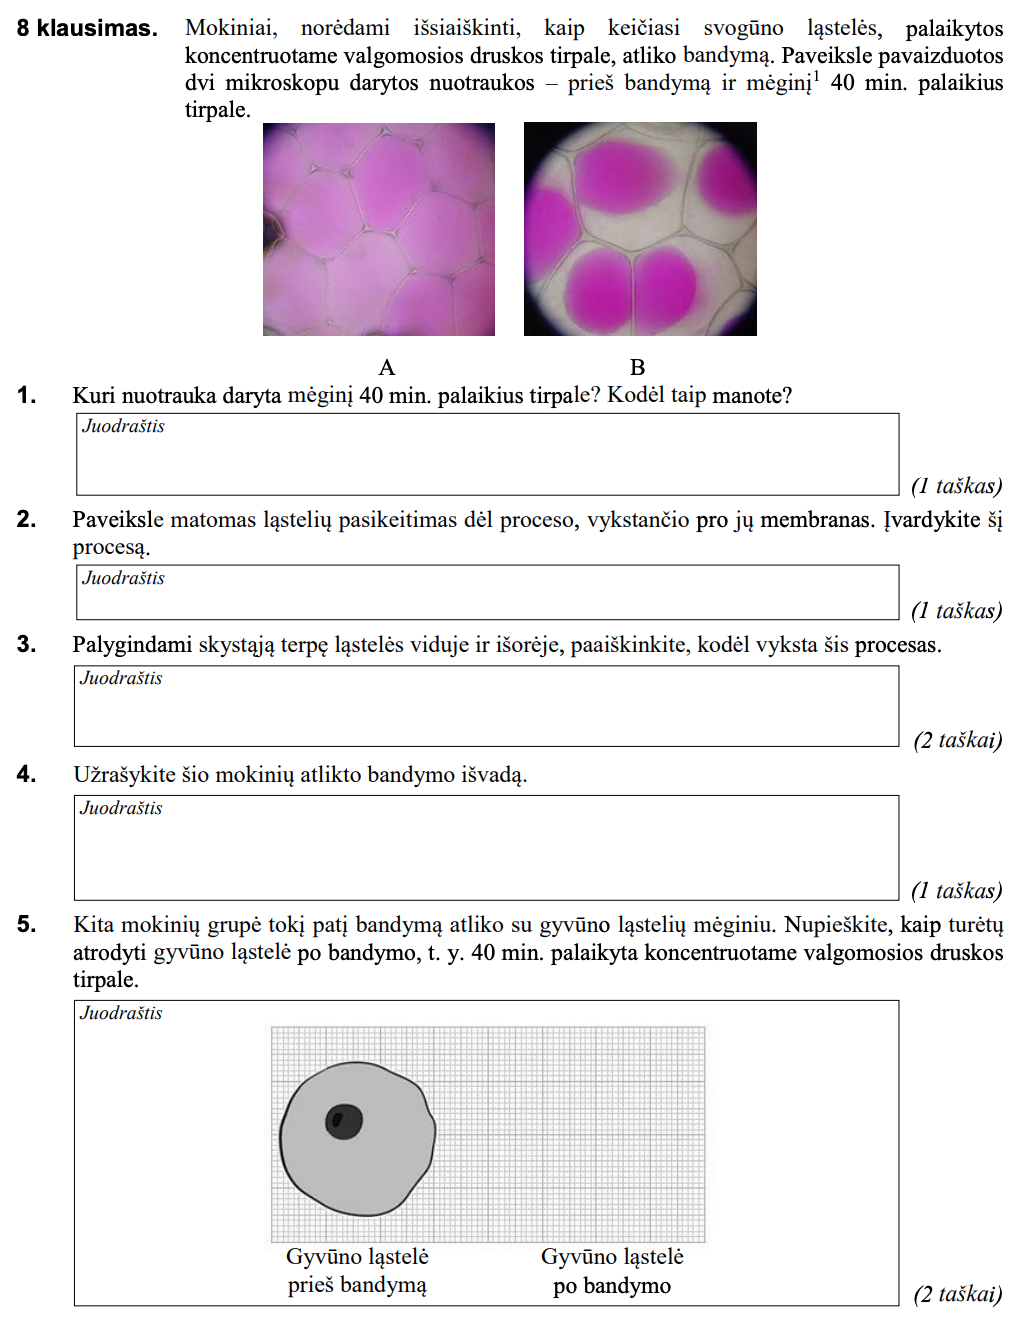 8 klausimas. Mokiniai, norėdami išsiaiškinti, kaip keičiasi svogūno ląstelės, palaikytos
koncentruotame valgomosios druskos tirpale, atliko bandymą. Paveiksle pavaizduotos
dvi mikroskopu darytos nuotraukos – prieš bandymą ir mėginį¹ 40 min. palaikius
tirpale.
A B
1. Kuri nuotrauka daryta mėginį 40 min. palaikius tirpale? Kodėl taip manote?
Juodraštis
(1 taškas)
2. Paveiksle matomas ląstelių pasikeitimas dėl proceso, vykstančio pro jų membranas. Įvardykite šį
procesą.
Juodraštis
(1 taškas)
3. Palygindami skystąją terpę ląstelės viduje ir išorėje, paaiškinkite, kodėl vyksta šis procesas.
Juodraštis
(2 taškai)
4. Užrašykite šio mokinių atlikto bandymo išvadą.
Juodraštis
(1 taškas)
5. Kita mokinių grupė tokį patį bandymą atliko su gyvūno ląstelių mėginiu. Nupieškite, kaip turėtų
atrodyti gyvūno ląstelė po bandymo, t. y. 40 min. palaikyta koncentruotame valgomosios druskos
tirpale.
Juodraštis
Gyvūno ląstelė Gyvūno ląstelė
prieš bandymą po bandymo
(2 taškai)